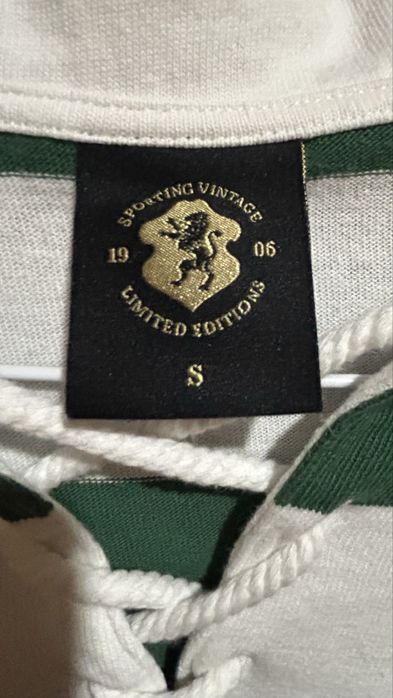 SPORTING VINTAGE
19 06
LIMITED EDITIONS
S